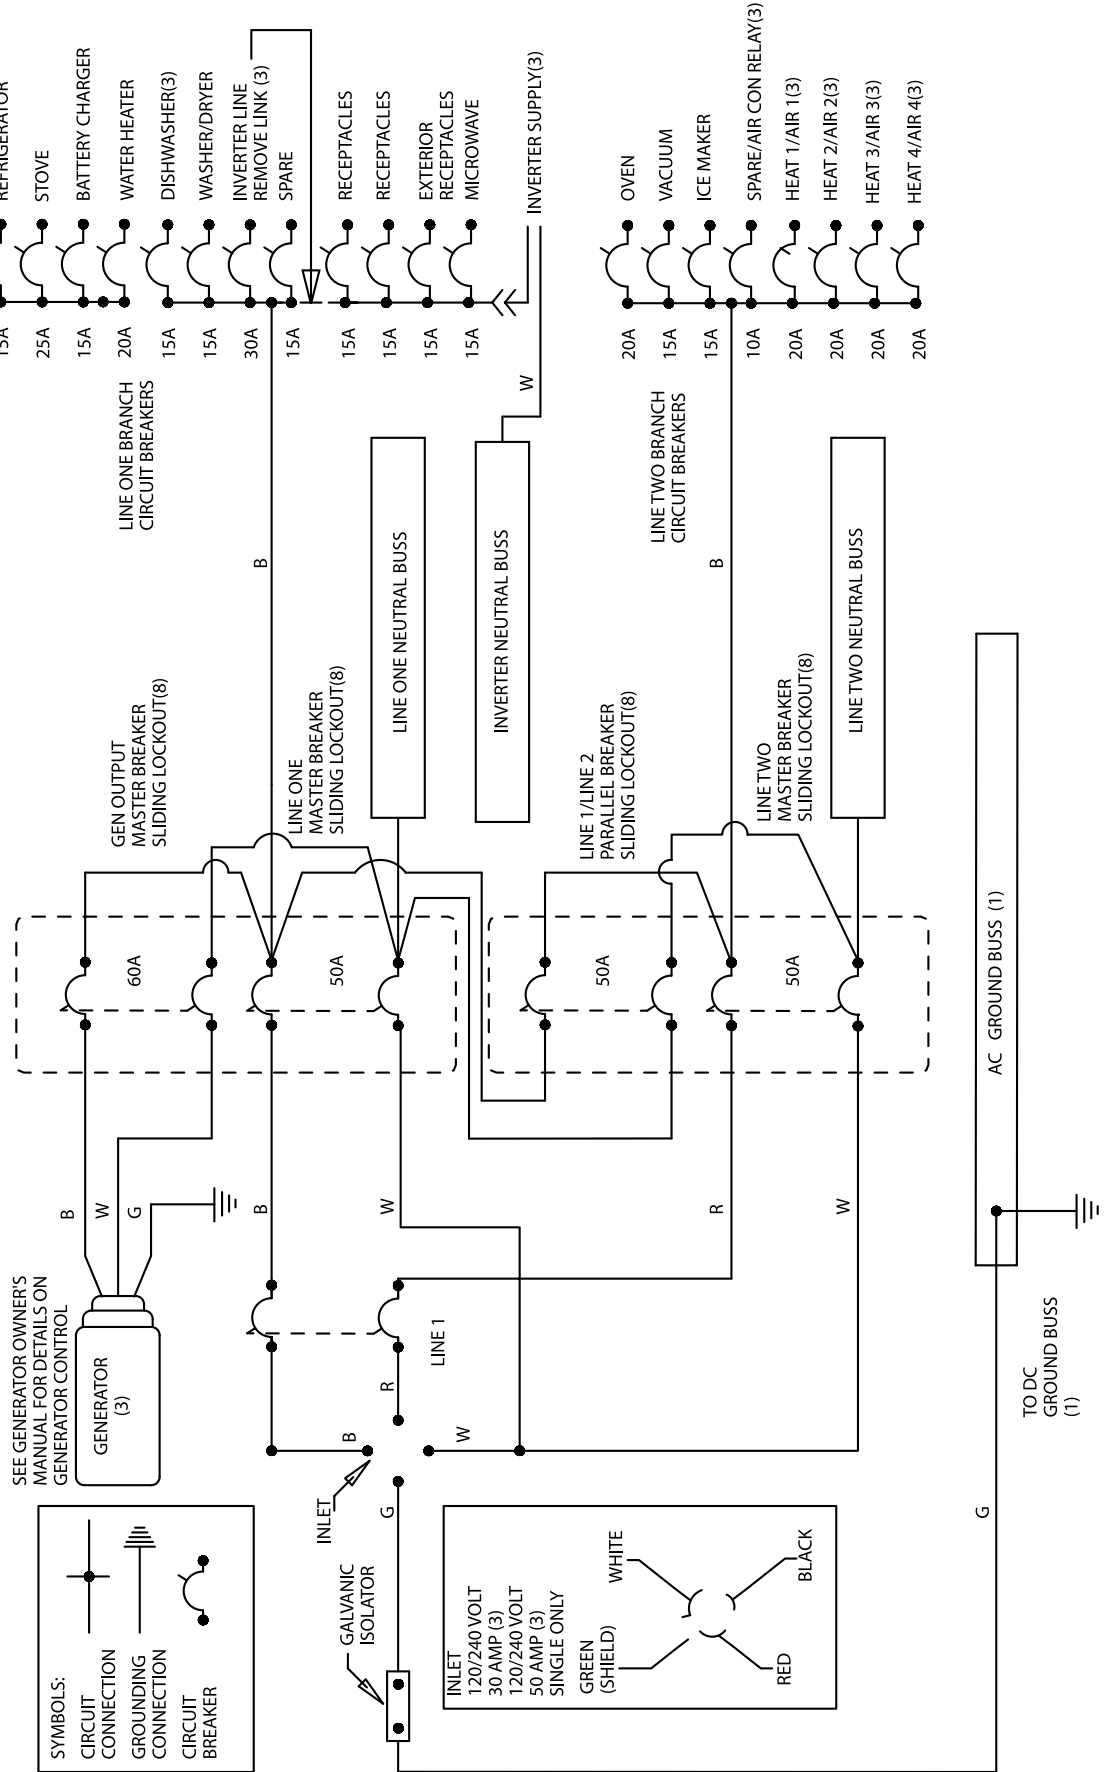 SYMBOLS:
CIRCUIT
CONNECTION
GROUNDING
CONNECTION
CIRCUIT
BREAKER
SEE GENERATOR OWNER'S
MANUAL FOR DETAILS ON
GENERATOR CONTROL
GENERATOR
(3)
B
W
G
GEN OUTPUT
MASTER BREAKER
SLIDING LOCKOUT(8)
60A
LINE ONE BRANCH
CIRCUIT BREAKERS
15A
25A
STOVE
15A
BATTERY CHARGER
20A
WATER HEATER
15A
DISHWASHER(3)
15A
WASHER/DRYER
30A
INVERTER LINE
REMOVE LINK (3)
15A
SPARE
15A
RECEPTACLES
15A
RECEPTACLES
15A
EXTERIOR
RECEPTACLES
15A
MICROWAVE
INVERTER SUPPLY(3)
W
B
B
LINE ONE
MASTER BREAKER
SLIDING LOCKOUT(8)
50A
LINE ONE NEUTRAL BUSS
INVERTER NEUTRAL BUSS
INLET
B
R
W
G
W
LINE 1
GALVANIC
ISOLATOR
LINE 1/LINE 2
PARALLEL BREAKER
SLIDING LOCKOUT(8)
50A
LINE TWO BRANCH
CIRCUIT BREAKERS
20A
OVEN
15A
VACUUM
15A
ICE MAKER
10A
SPARE/AIR CON RELAY(3)
20A
HEAT 1/AIR 1(3)
20A
HEAT 2/AIR 2(3)
20A
HEAT 3/AIR 3(3)
20A
HEAT 4/AIR 4(3)
R
B
LINE TWO
MASTER BREAKER
SLIDING LOCKOUT(8)
50A
W
LINE TWO NEUTRAL BUSS
INLET
120/240 VOLT
30 AMP (3)
120/240 VOLT
50 AMP (3)
SINGLE ONLY
GREEN
(SHIELD)
WHITE
RED
BLACK
G
AC GROUND BUSS (1)
TO DC
GROUND BUSS
(1)